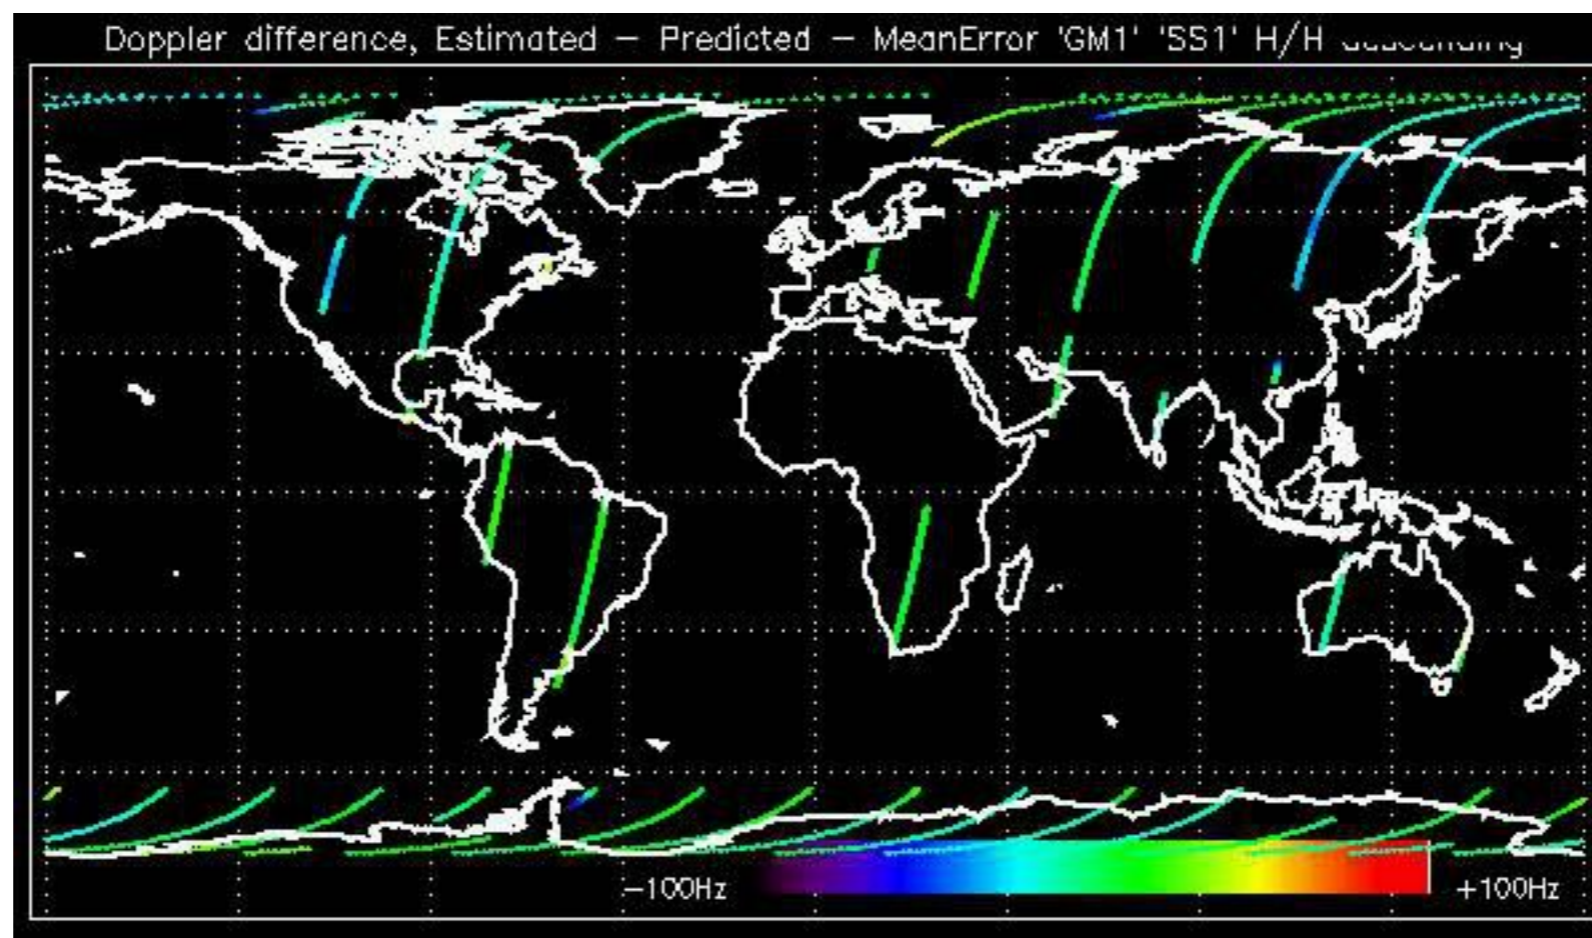 Doppler difference, Estimated – Predicted – MeanError 'GM1' 'SS1' H/H
–100Hz
+100Hz